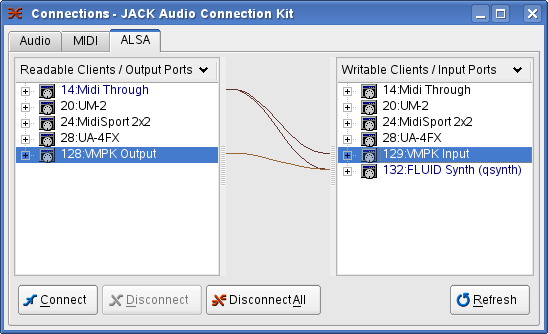 Connections - JACK Audio Connection Kit
Audio MIDI ALSA
Readable Clients / Output Ports
14:Midi Through
20:UM-2
24:MidiSport 2x2
28:UA-4FX
128:VMPK Output
Writable Clients / Input Ports
14:Midi Through
20:UM-2
24:MidiSport 2x2
28:UA-4FX
129:VMPK Input
132:FLUID Synth (qsynth)
Connect Disconnect Disconnect All Refresh